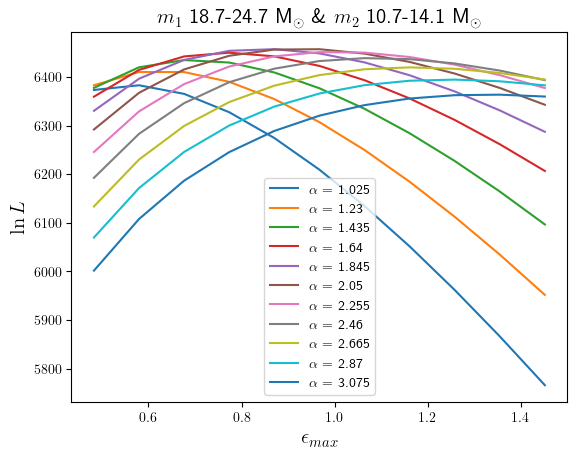 m₁ 18.7-24.7 M⊙ & m₂ 10.7-14.1 M⊙
ln L
6400
6300
6200
6100
6000
5900
5800
α = 1.025
α = 1.23
α = 1.435
α = 1.64
α = 1.845
α = 2.05
α = 2.255
α = 2.46
α = 2.665
α = 2.87
α = 3.075
0.6 0.8 1.0 1.2 1.4
ϵmax